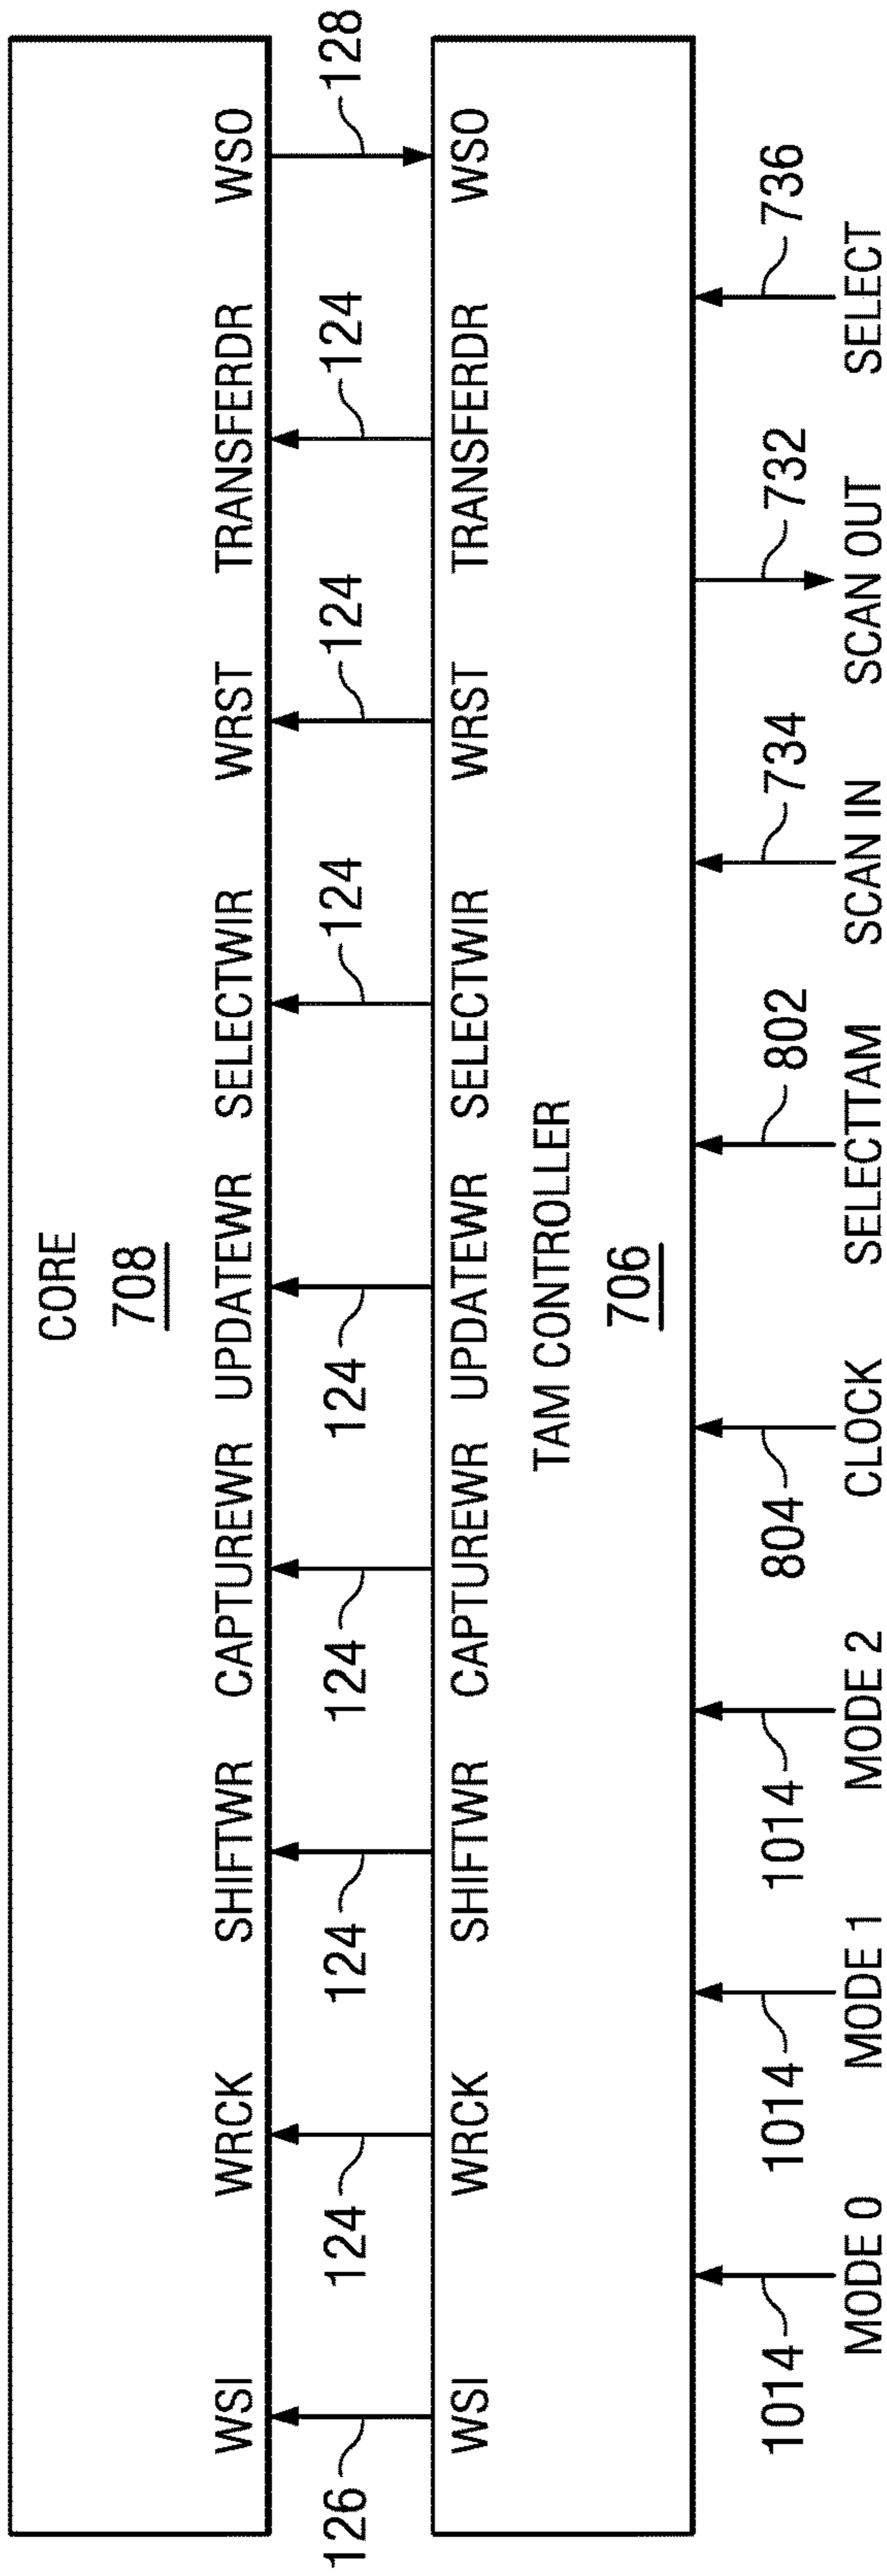 CORE
708
WSI WRCK SHIFTWR CAPTUREWR UPDATEWR SELECTWIR WRST TRANSFERDR WSO
126 124 124 124 124 124 124 124 128
WSI WRCK SHIFTWR CAPTUREWR UPDATEWR SELECTWIR WRST TRANSFERDR WSO
TAM CONTROLLER
706
1014 1014 1014 804 802 734 732 736
MODE 0 MODE 1 MODE 2 CLOCK SELECTTAM SCAN IN SCAN OUT SELECT